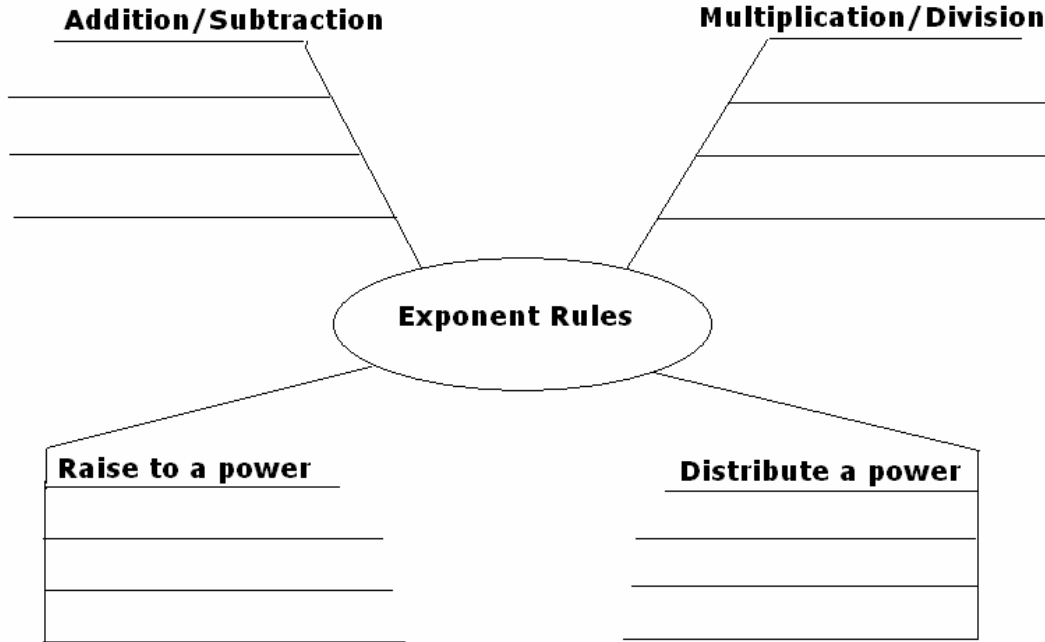 Addition/Subtraction
Multiplication/Division
Exponent Rules
Raise to a power
Distribute a power